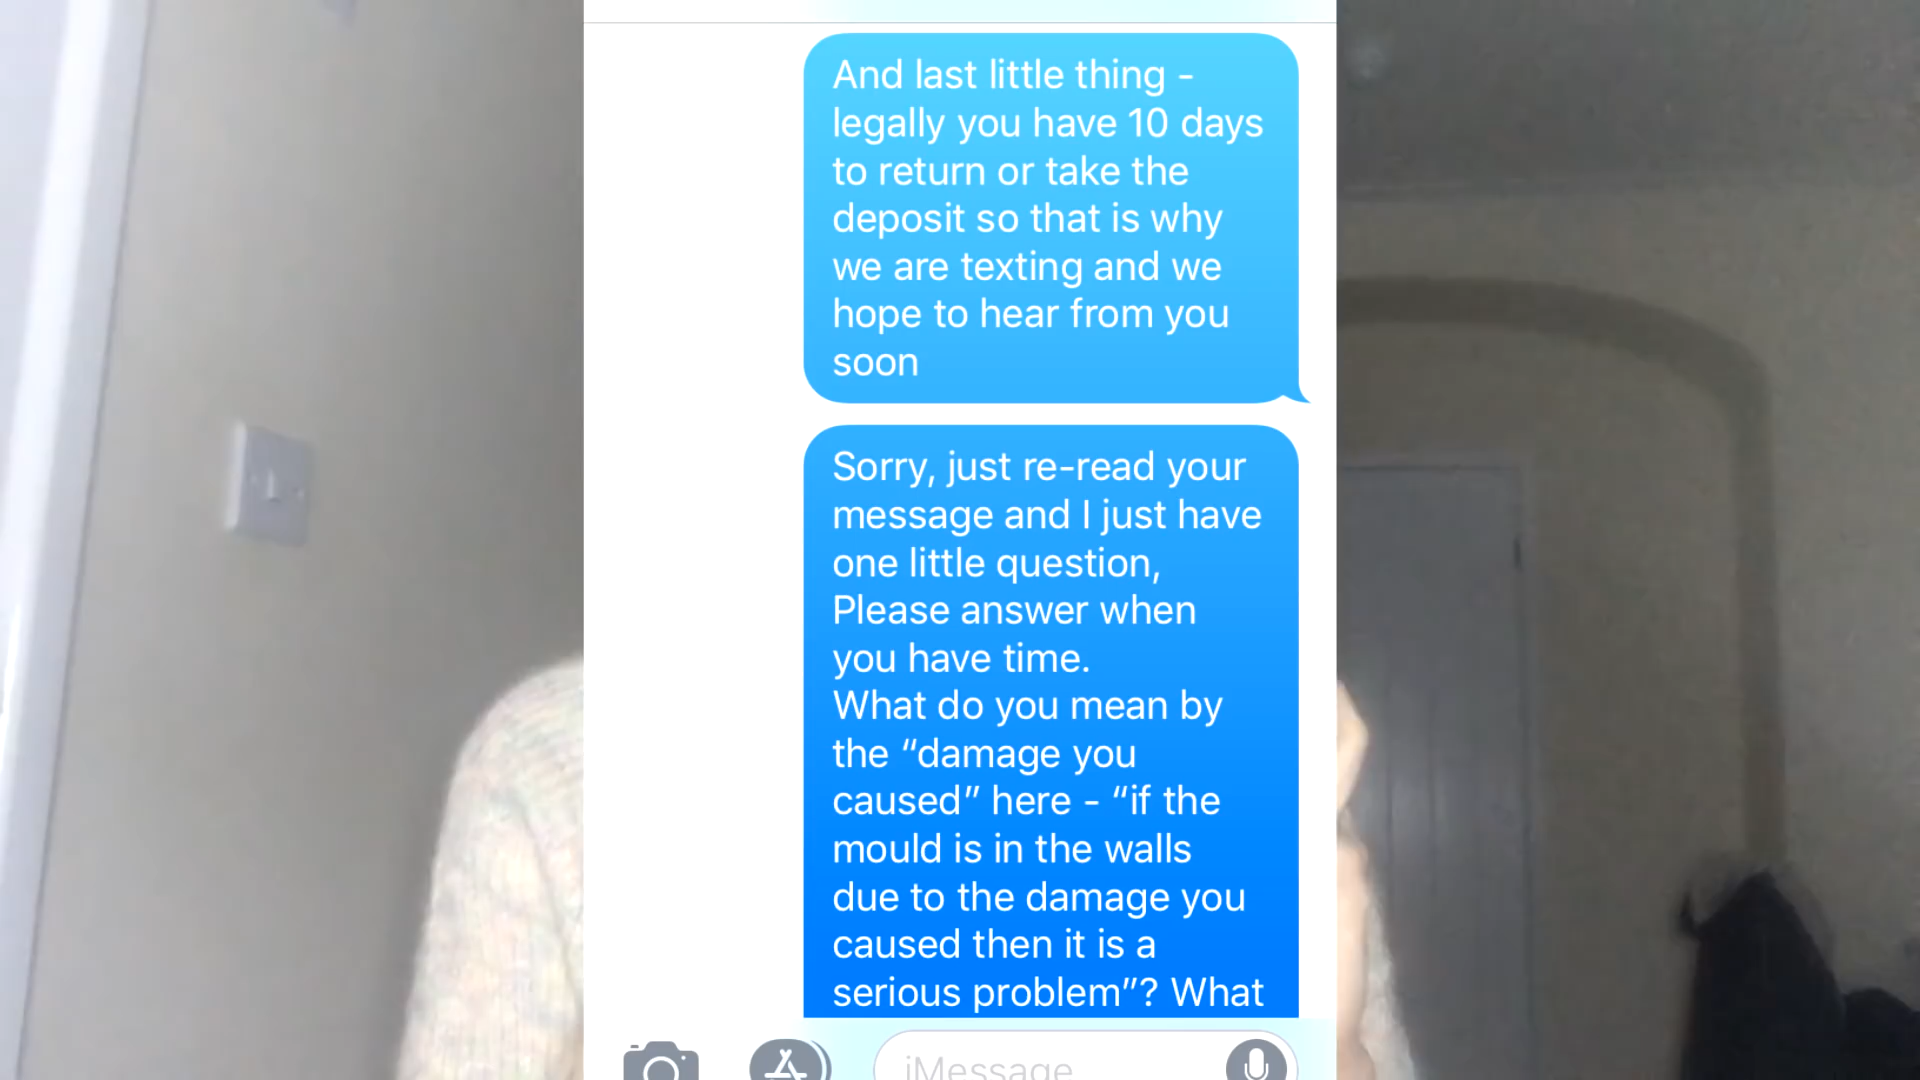 And last little thing -
legally you have 10 days
to return or take the
deposit so that is why
we are texting and we
hope to hear from you
soon
Sorry, just re-read your
message and I just have
one little question,
Please answer when
you have time.
What do you mean by
the “damage you
caused” here - “if the
mould is in the walls
due to the damage you
caused then it is a
serious problem”? What
iMessage